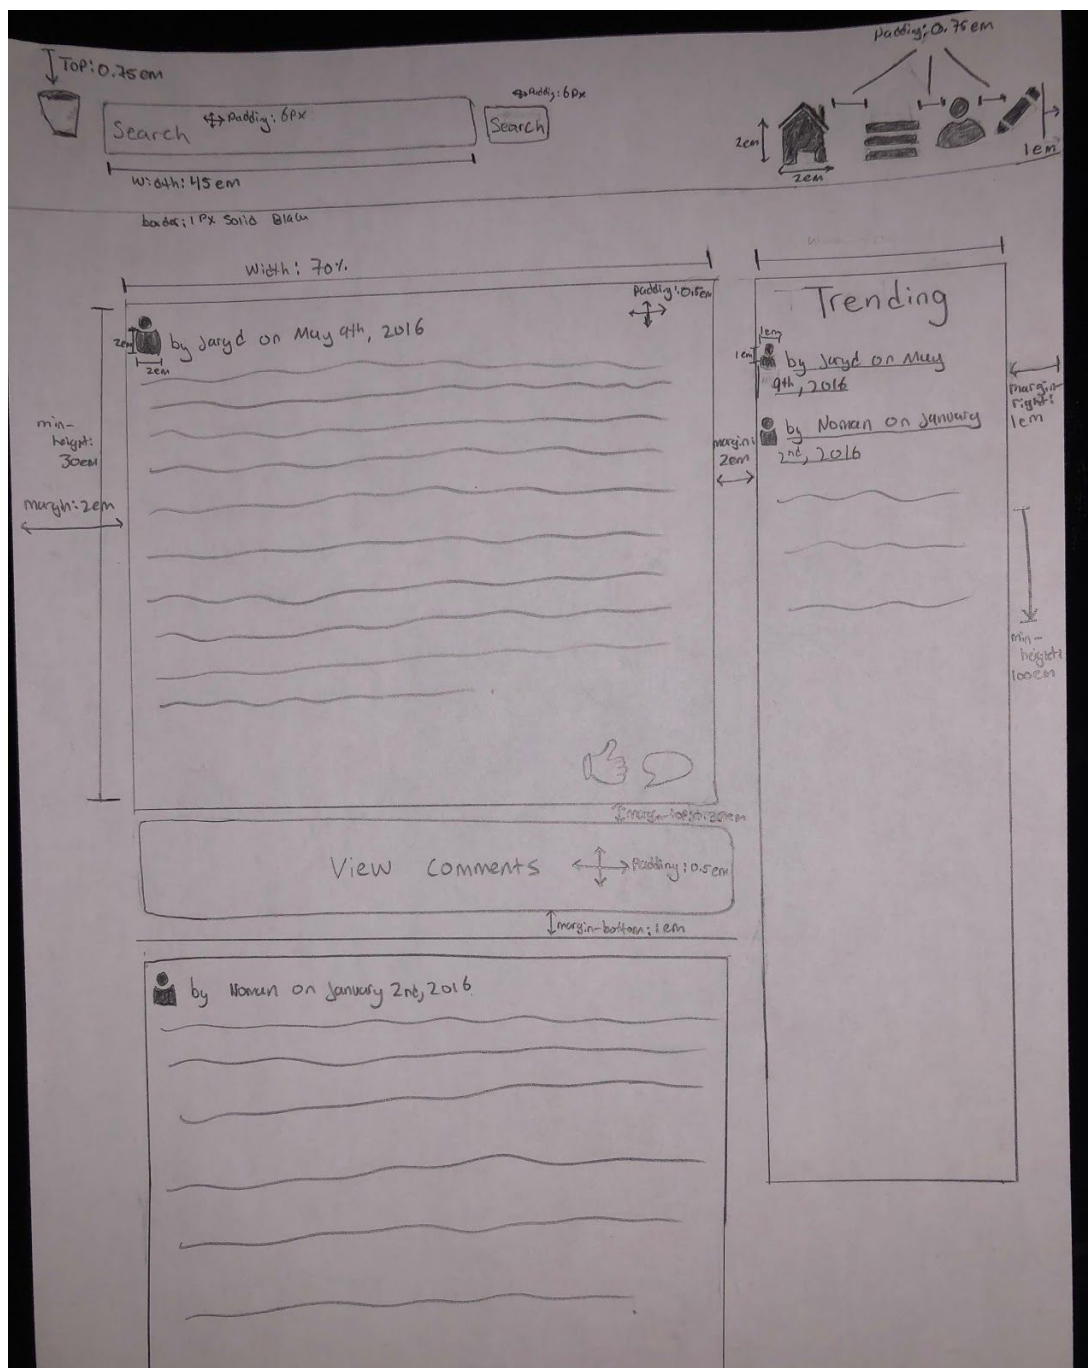 Padding: 0.75em
TOP: 0.75em
Padding: 6Px
Search
Padding: 6Px
Search
2em
2em
1em
Width: 45em
border: 1Px Solid Black
Width: 70%
Padding: 0.5em
Trending
by Jaryd on May 9th, 2016
2em
2em
1em
1em
by Jaryd on May
9th, 2016
margin-
right:
1em
min-
height:
30em
by Noman on January
2nd, 2016
margin:
2em
margin: 2em
min-
height:
100em
View Comments
Padding: 0.5em
margin-bottom: 1em
by Noman on January 2nd, 2016